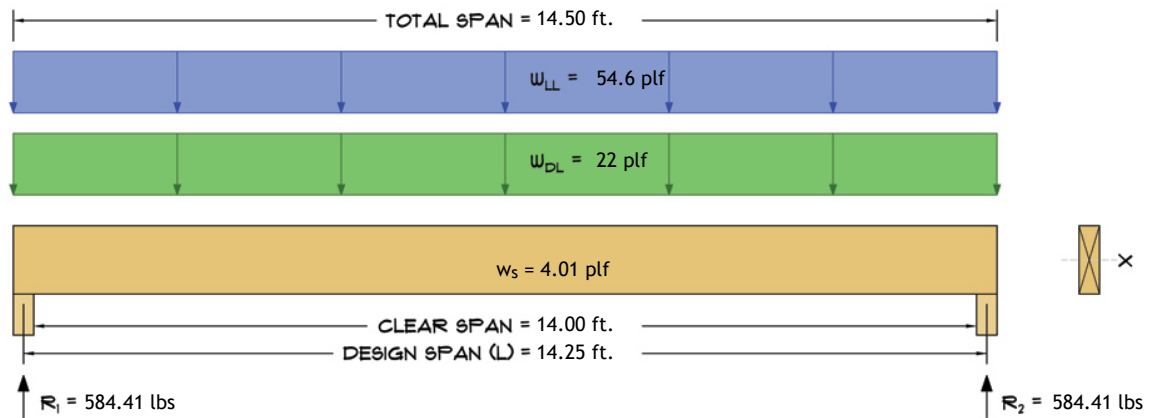 TOTAL SPAN = 14.50 ft.
WLL = 54.6 plf
WDL = 22 plf
ws = 4.01 plf
X
CLEAR SPAN = 14.00 ft.
DESIGN SPAN (L) = 14.25 ft.
R1 = 584.41 lbs
R2 = 584.41 lbs